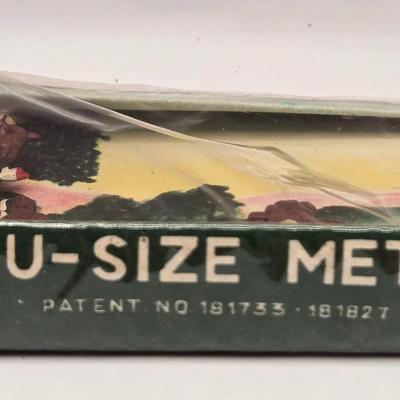 U-SIZE MET
PATENT. NO 181733 · 181827